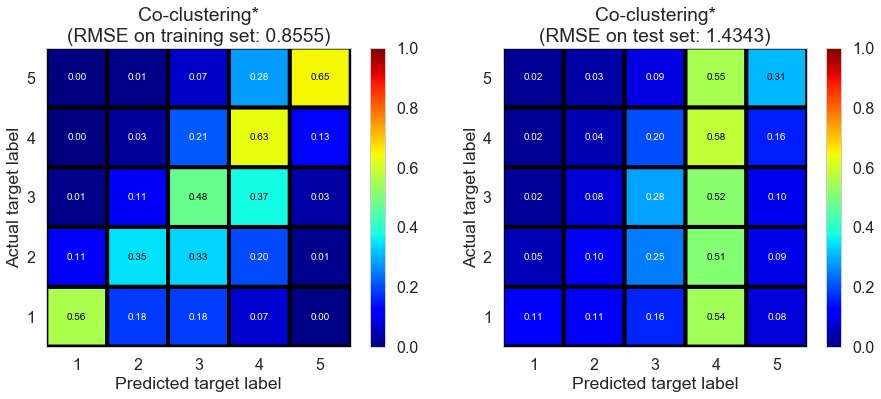 Co-clustering*
(RMSE on training set: 0.8555)
Actual target label
5
4
3
2
1
0.00 0.01 0.07 0.28 0.65
0.00 0.03 0.21 0.63 0.13
0.01 0.11 0.48 0.37 0.03
0.11 0.35 0.33 0.20 0.01
0.56 0.18 0.18 0.07 0.00
1 2 3 4 5
Predicted target label
1.0
0.8
0.6
0.4
0.2
0.0
Co-clustering*
(RMSE on test set: 1.4343)
Actual target label
5
4
3
2
1
0.02 0.03 0.09 0.55 0.31
0.02 0.04 0.20 0.58 0.16
0.02 0.08 0.28 0.52 0.10
0.05 0.10 0.25 0.51 0.09
0.11 0.11 0.16 0.54 0.08
1 2 3 4 5
Predicted target label
1.0
0.8
0.6
0.4
0.2
0.0